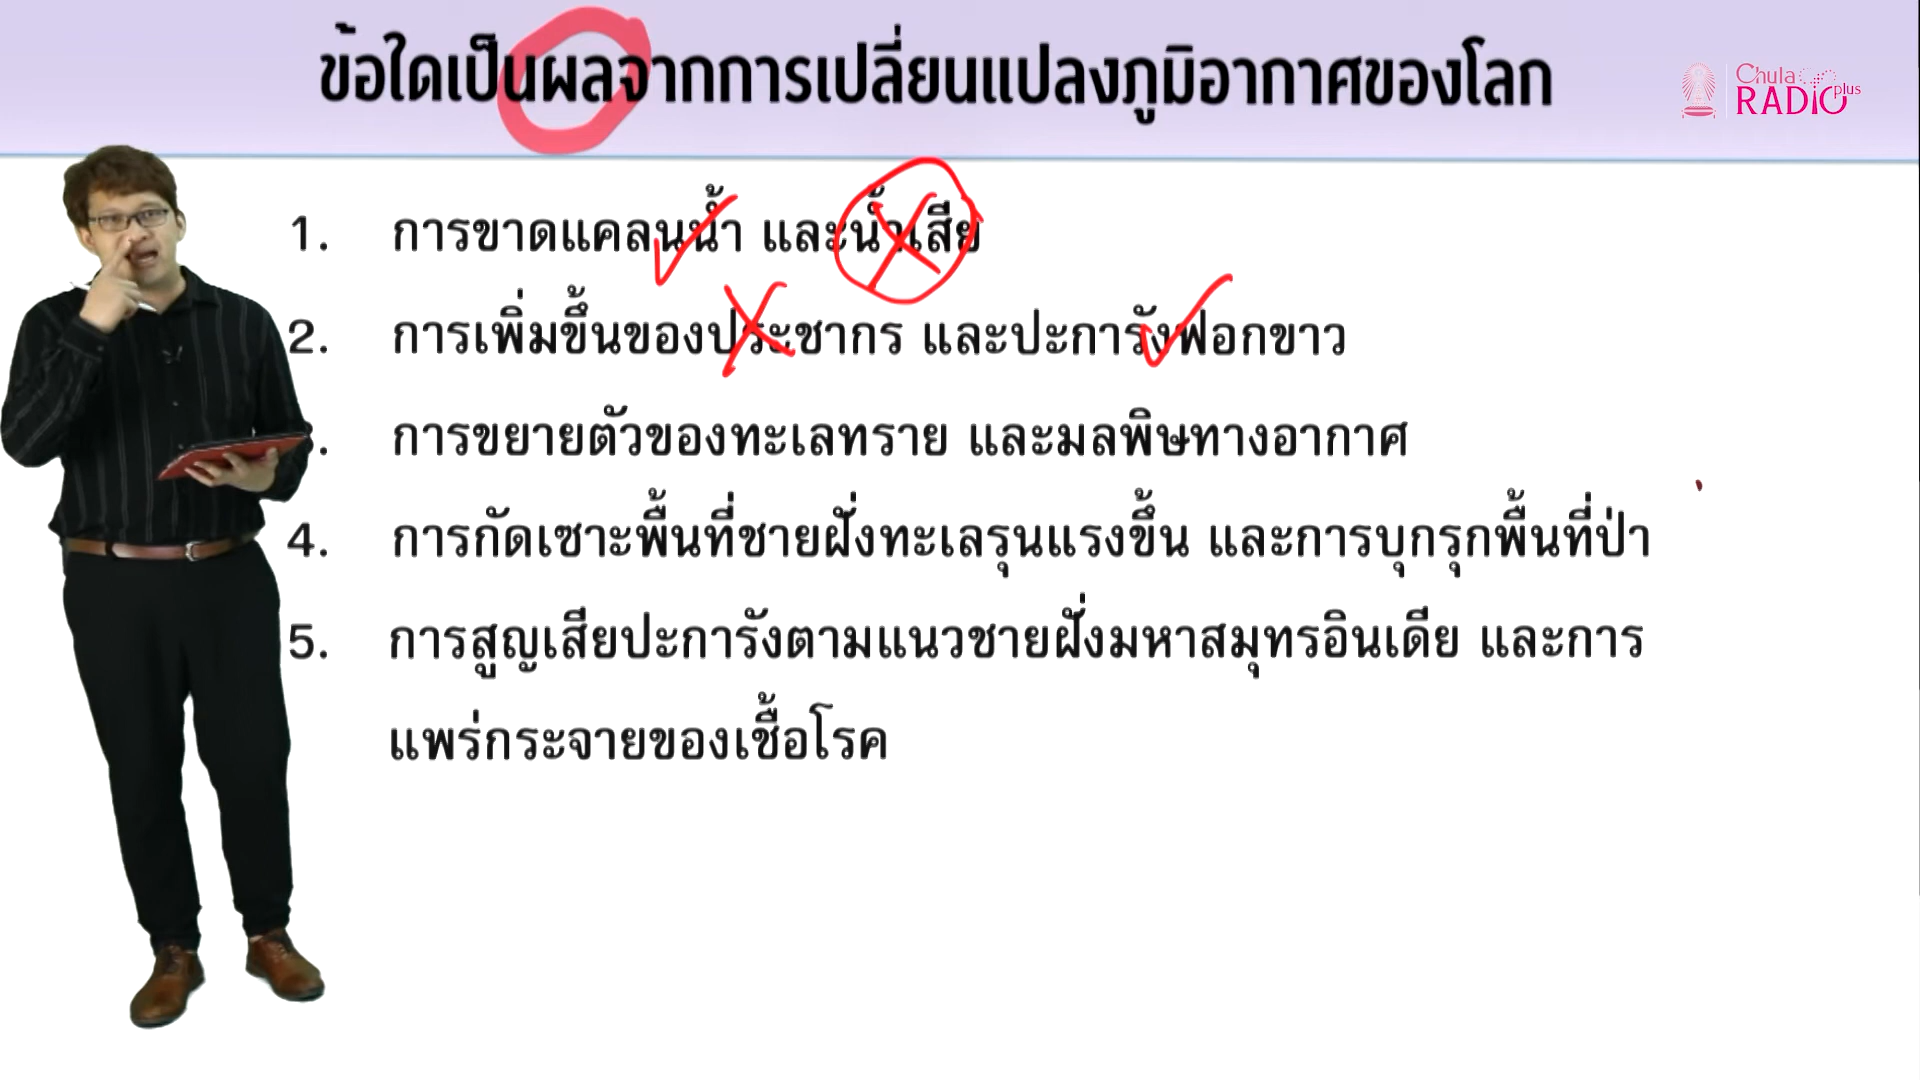 ข้อใดเป็นผลจากการเปลี่ยนแปลงภูมิอากาศของโลก
Chula
RADIO plus
1. การขาดแคลนน้ำ และน้ำเสีย
2. การเพิ่มขึ้นของประชากร และปะการังฟอกขาว
. การขยายตัวของทะเลทราย และมลพิษทางอากาศ
4. การกัดเซาะพื้นที่ชายฝั่งทะเลรุนแรงขึ้น และการบุกรุกพื้นที่ป่า
5. การสูญเสียปะการังตามแนวชายฝั่งมหาสมุทรอินเดีย และการ
แพร่กระจายของเชื้อโรค